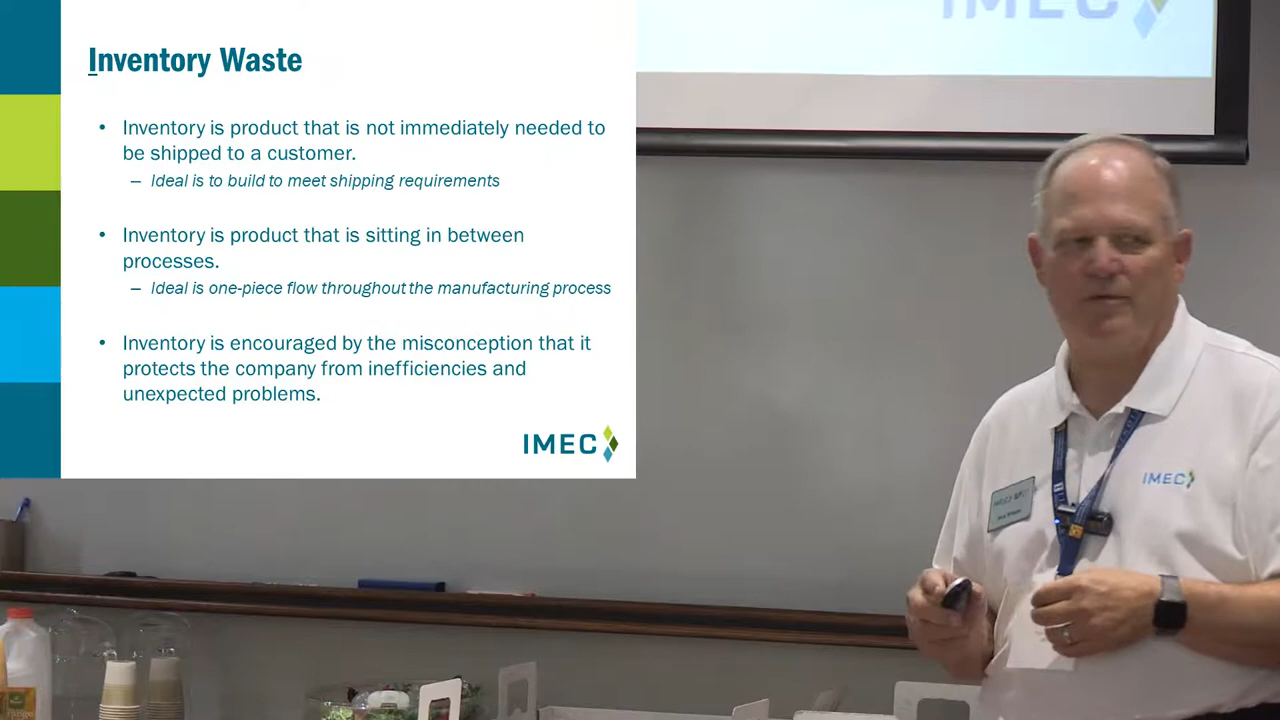 Inventory Waste
• Inventory is product that is not immediately needed to
be shipped to a customer.
– Ideal is to build to meet shipping requirements
• Inventory is product that is sitting in between
processes.
– Ideal is one-piece flow throughout the manufacturing process
• Inventory is encouraged by the misconception that it
protects the company from inefficiencies and
unexpected problems.
IMEC
IMEC
IMEC